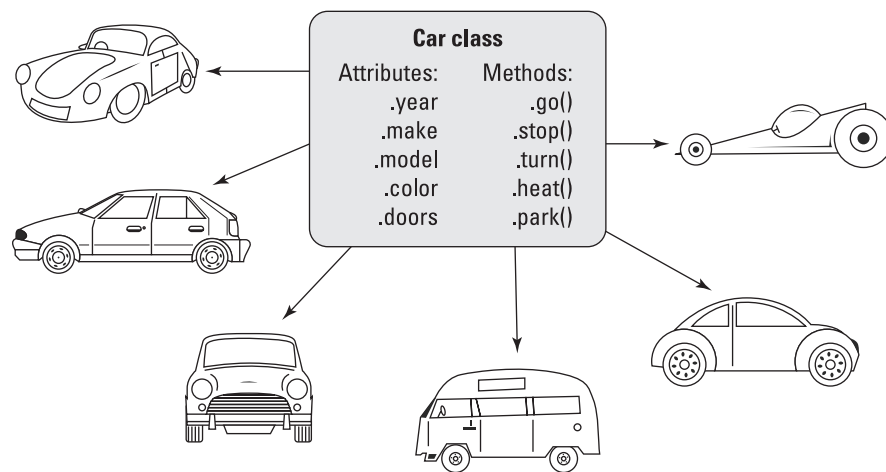 Car class
Attributes: Methods:
.year .go()
.make .stop()
.model .turn()
.color .heat()
.doors .park()